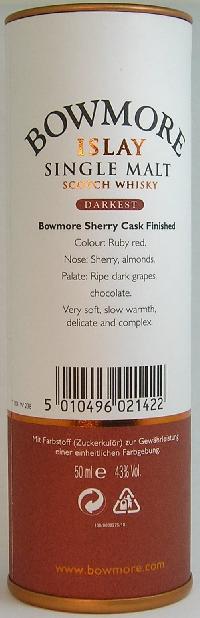 BOWMORE
ISLAY
SINGLE MALT
SCOTCH WHISKY
DARKEST
Bowmore Sherry Cask Finished
Colour: Ruby red.
Nose: Sherry, almonds.
Palate: Ripe dark grapes,
chocolate.
Very soft, slow warmth,
delicate and complex.
5 010496 021422
Mit Farbstoff (Zuckerkulör) zur Gewährleistung
einer einheitlichen Farbgebung.
50 ml e 43% Vol.
www.bowmore.com